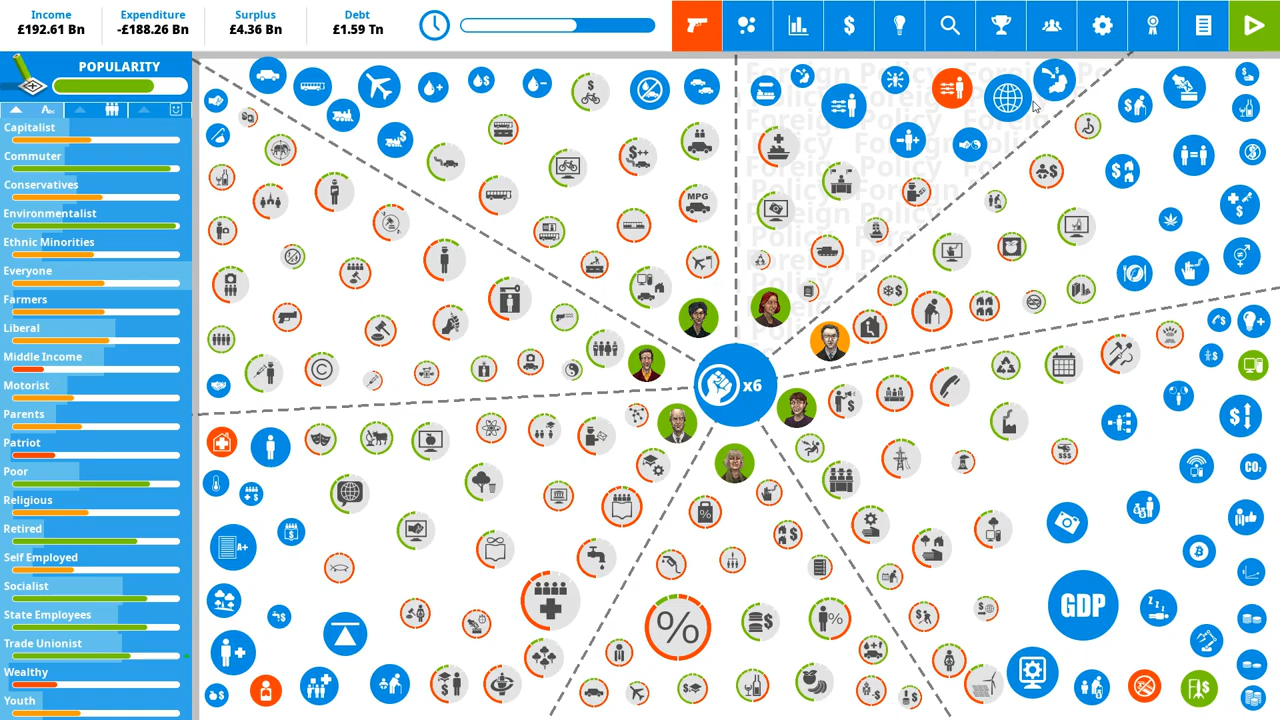 Income
£192.61 Bn
Expenditure
-£188.26 Bn
Surplus
£4.36 Bn
Debt
£1.59 Tn
POPULARITY
Capitalist
Commuter
Conservatives
Environmentalist
Ethnic Minorities
Everyone
Farmers
Liberal
Middle Income
Motorist
Parents
Patriot
Poor
Religious
Retired
Self Employed
Socialist
State Employees
Trade Unionist
Wealthy
Youth
Foreign Policy
MPG
x6
A+
CO₂
GDP